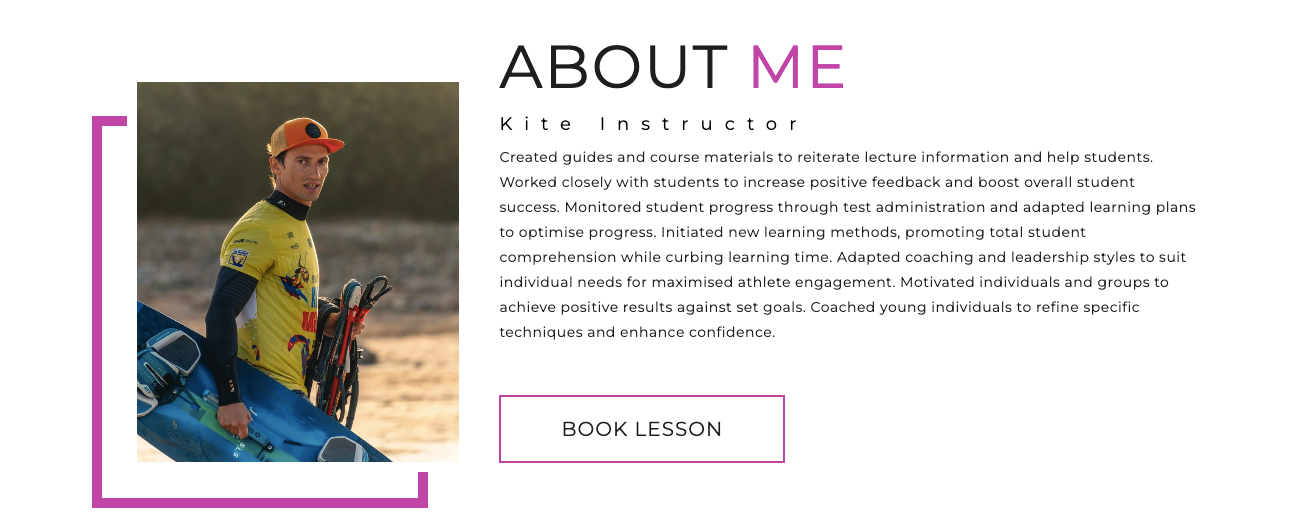 ABOUT ME
Kite Instructor
Created guides and course materials to reiterate lecture information and help students.
Worked closely with students to increase positive feedback and boost overall student
success. Monitored student progress through test administration and adapted learning plans
to optimise progress. Initiated new learning methods, promoting total student
comprehension while curbing learning time. Adapted coaching and leadership styles to suit
individual needs for maximised athlete engagement. Motivated individuals and groups to
achieve positive results against set goals. Coached young individuals to refine specific
techniques and enhance confidence.
BOOK LESSON